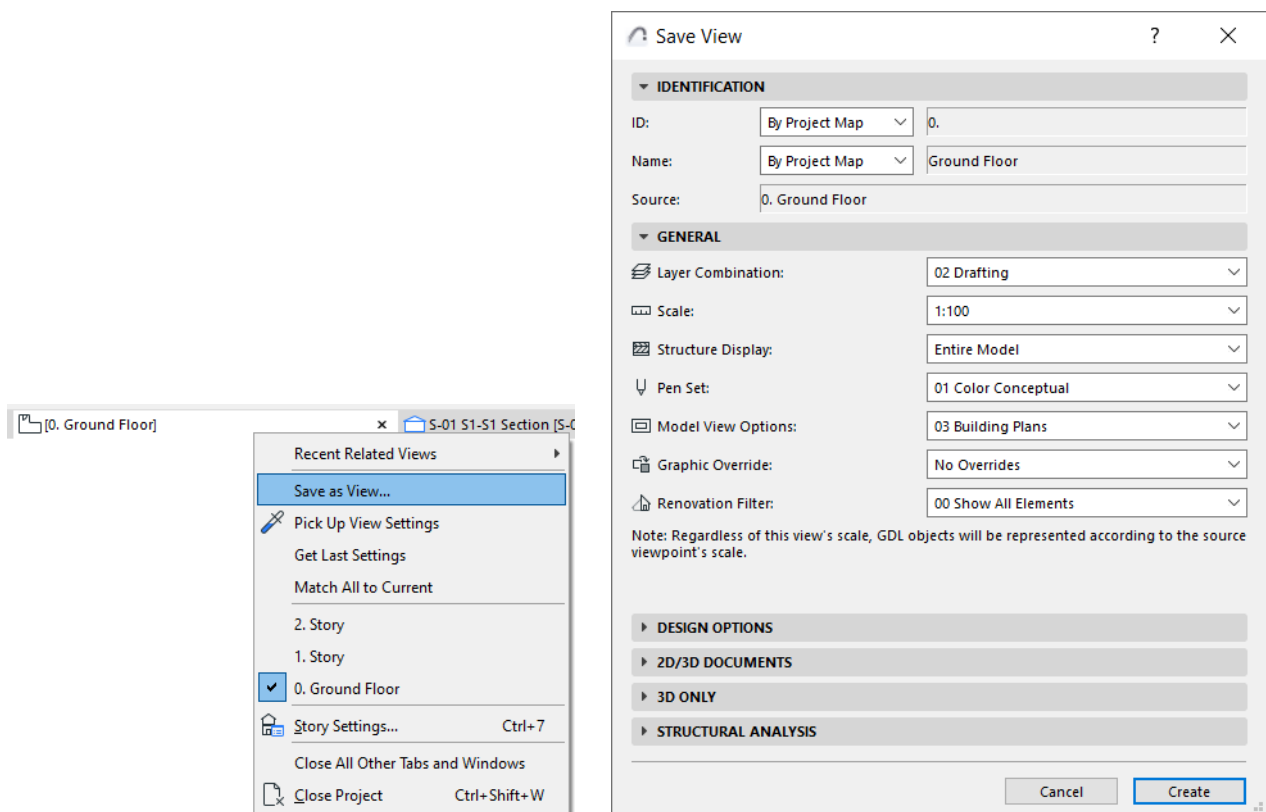 [0. Ground Floor]
S-01 S1-S1 Section [S-0
Recent Related Views
Save as View...
Pick Up View Settings
Get Last Settings
Match All to Current
2. Story
1. Story
0. Ground Floor
Story Settings... Ctrl+7
Close All Other Tabs and Windows
Close Project Ctrl+Shift+W
Save View ?
IDENTIFICATION
ID: By Project Map 0.
Name: By Project Map Ground Floor
Source: 0. Ground Floor
GENERAL
Layer Combination: 02 Drafting
Scale: 1:100
Structure Display: Entire Model
Pen Set: 01 Color Conceptual
Model View Options: 03 Building Plans
Graphic Override: No Overrides
Renovation Filter: 00 Show All Elements
Note: Regardless of this view's scale, GDL objects will be represented according to the source
viewpoint's scale.
DESIGN OPTIONS
2D/3D DOCUMENTS
3D ONLY
STRUCTURAL ANALYSIS
Cancel Create